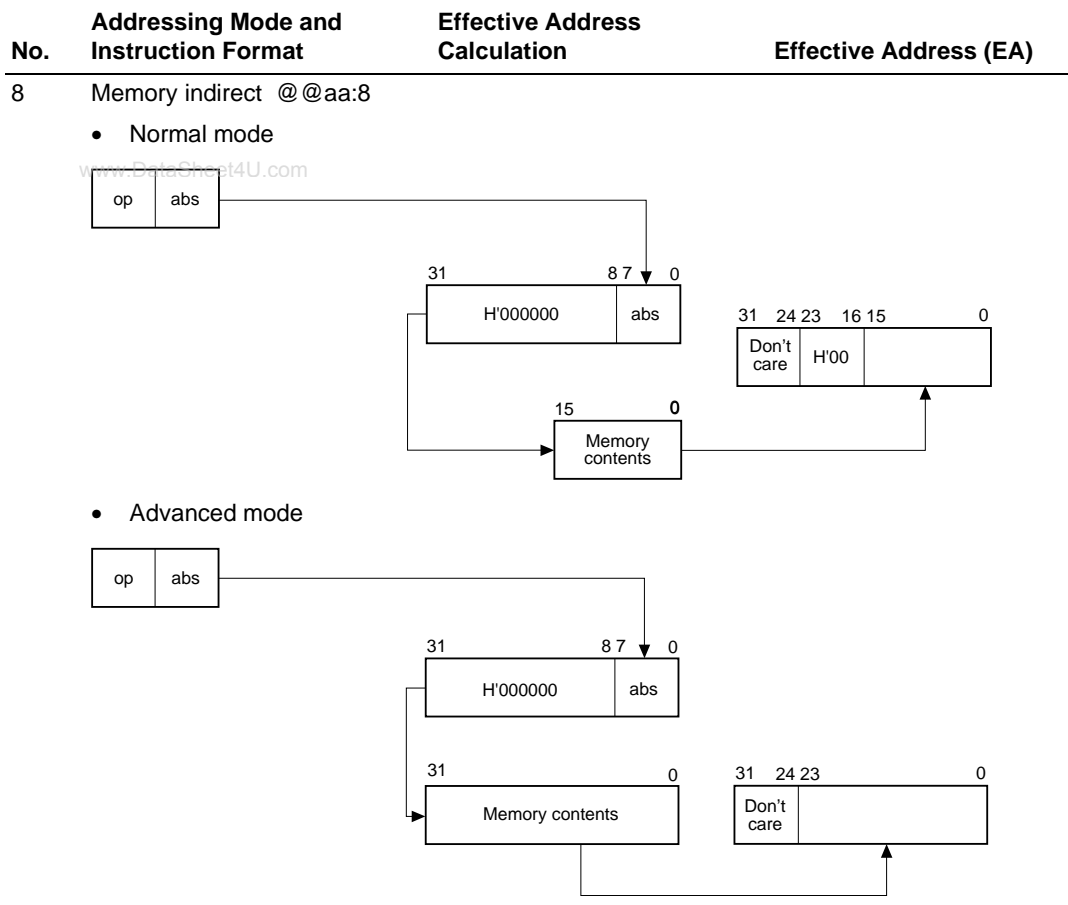 Addressing Mode and Effective Address
No. Instruction Format Calculation Effective Address (EA)
8 Memory indirect @@aa:8
• Normal mode
www.DataSheet4U.com
op abs
31 8 7 0
H'000000 abs
31 24 23 16 15 0
Don't
care H'00
15 0
Memory
contents
• Advanced mode
op abs
31 8 7 0
H'000000 abs
31 0
Memory contents
31 24 23 0
Don't
care